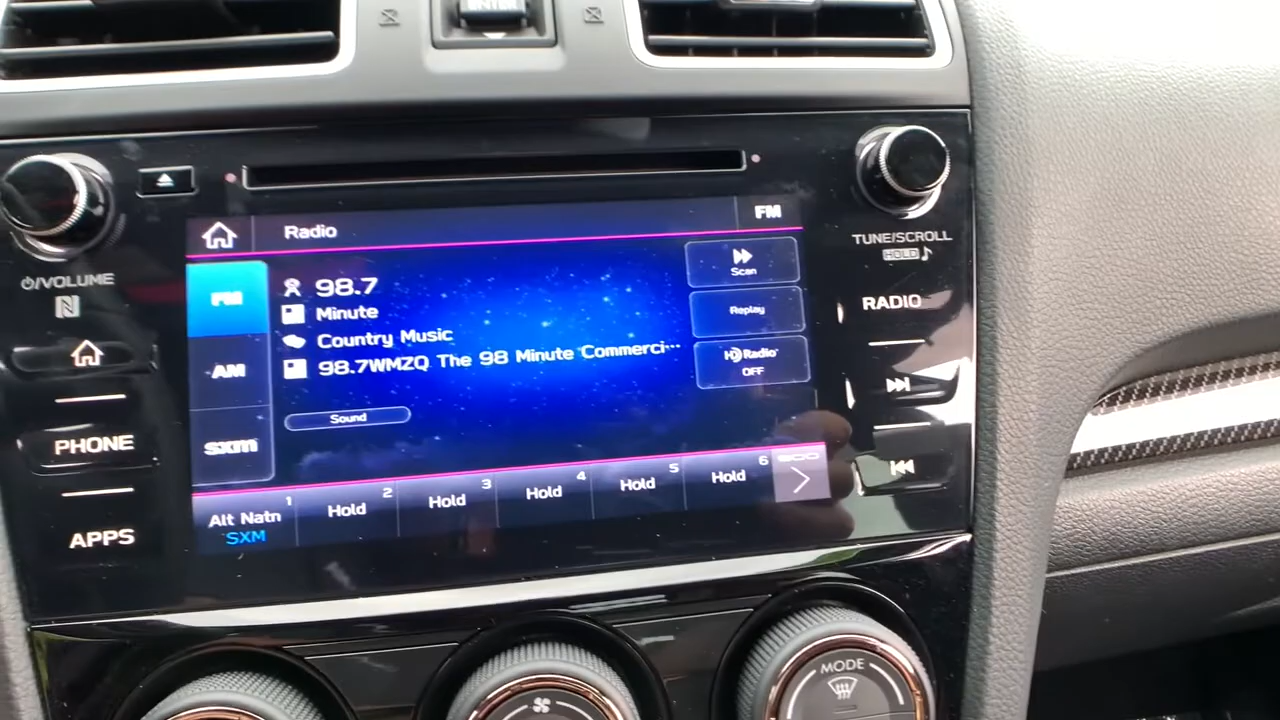 ENTER
Radio
FM
FM
AM
SXM
98.7
Minute
Country Music
98.7WMZQ The 98 Minute Commerci...
Sound
Scan
Replay
HD Radio
OFF
1
Alt Natn
SXM
2
Hold
3
Hold
4
Hold
5
Hold
6
Hold
/VOLUME
PHONE
APPS
TUNE/SCROLL
HOLD
RADIO
MODE